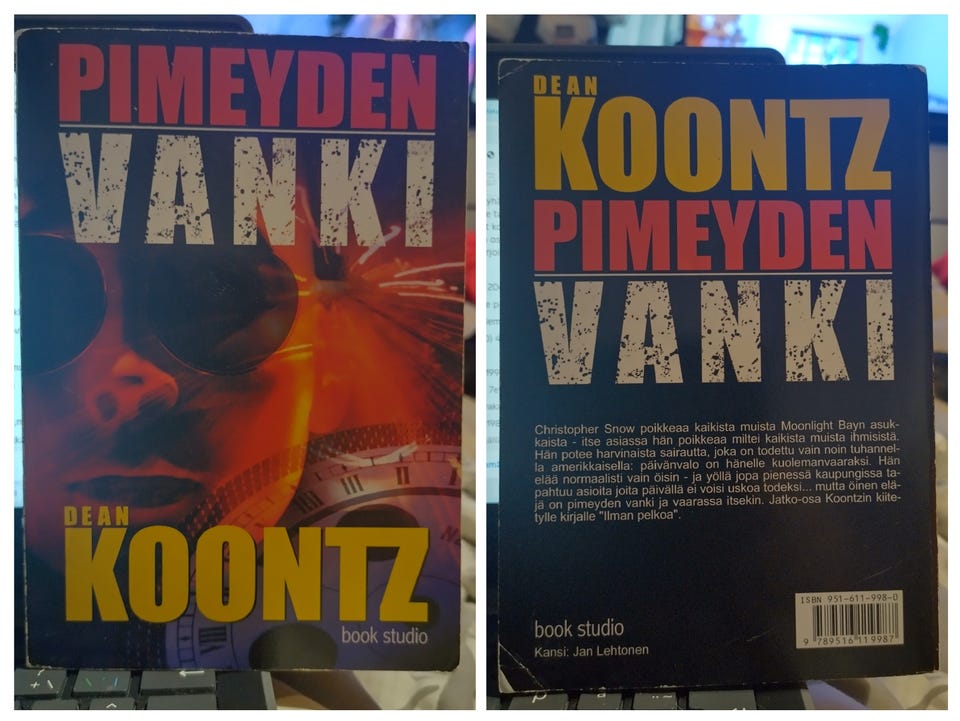 PIMEYDEN
VANKI
DEAN
KOONTZ
book studio
DEAN
KOONTZ
PIMEYDEN
VANKI
Christopher Snow poikkeaa kaikista muista Moonlight Bayn asuk-
kaista - itse asiassa hän poikkeaa miltei kaikista muista ihmisistä.
Hän potee harvinaista sairautta, joka on todettu vain noin tuhannel-
la amerikkaisella: päivänvalo on hänelle kuolemanvaaraksi. Hän
elää normaalisti vain öisin - ja yöllä jopa pienessä kaupungissa ta-
pahtuu asioita joita päivällä ei voisi uskoa todeksi... mutta öinen elä-
jä on pimeyden vanki ja vaarassa itsekin. Jatko-osa Koontzin kiite-
tylle kirjalle "Ilman pelkoa".
ISBN 951-611-998-0
9 789516 119987
book studio
Kansi: Jan Lehtonen